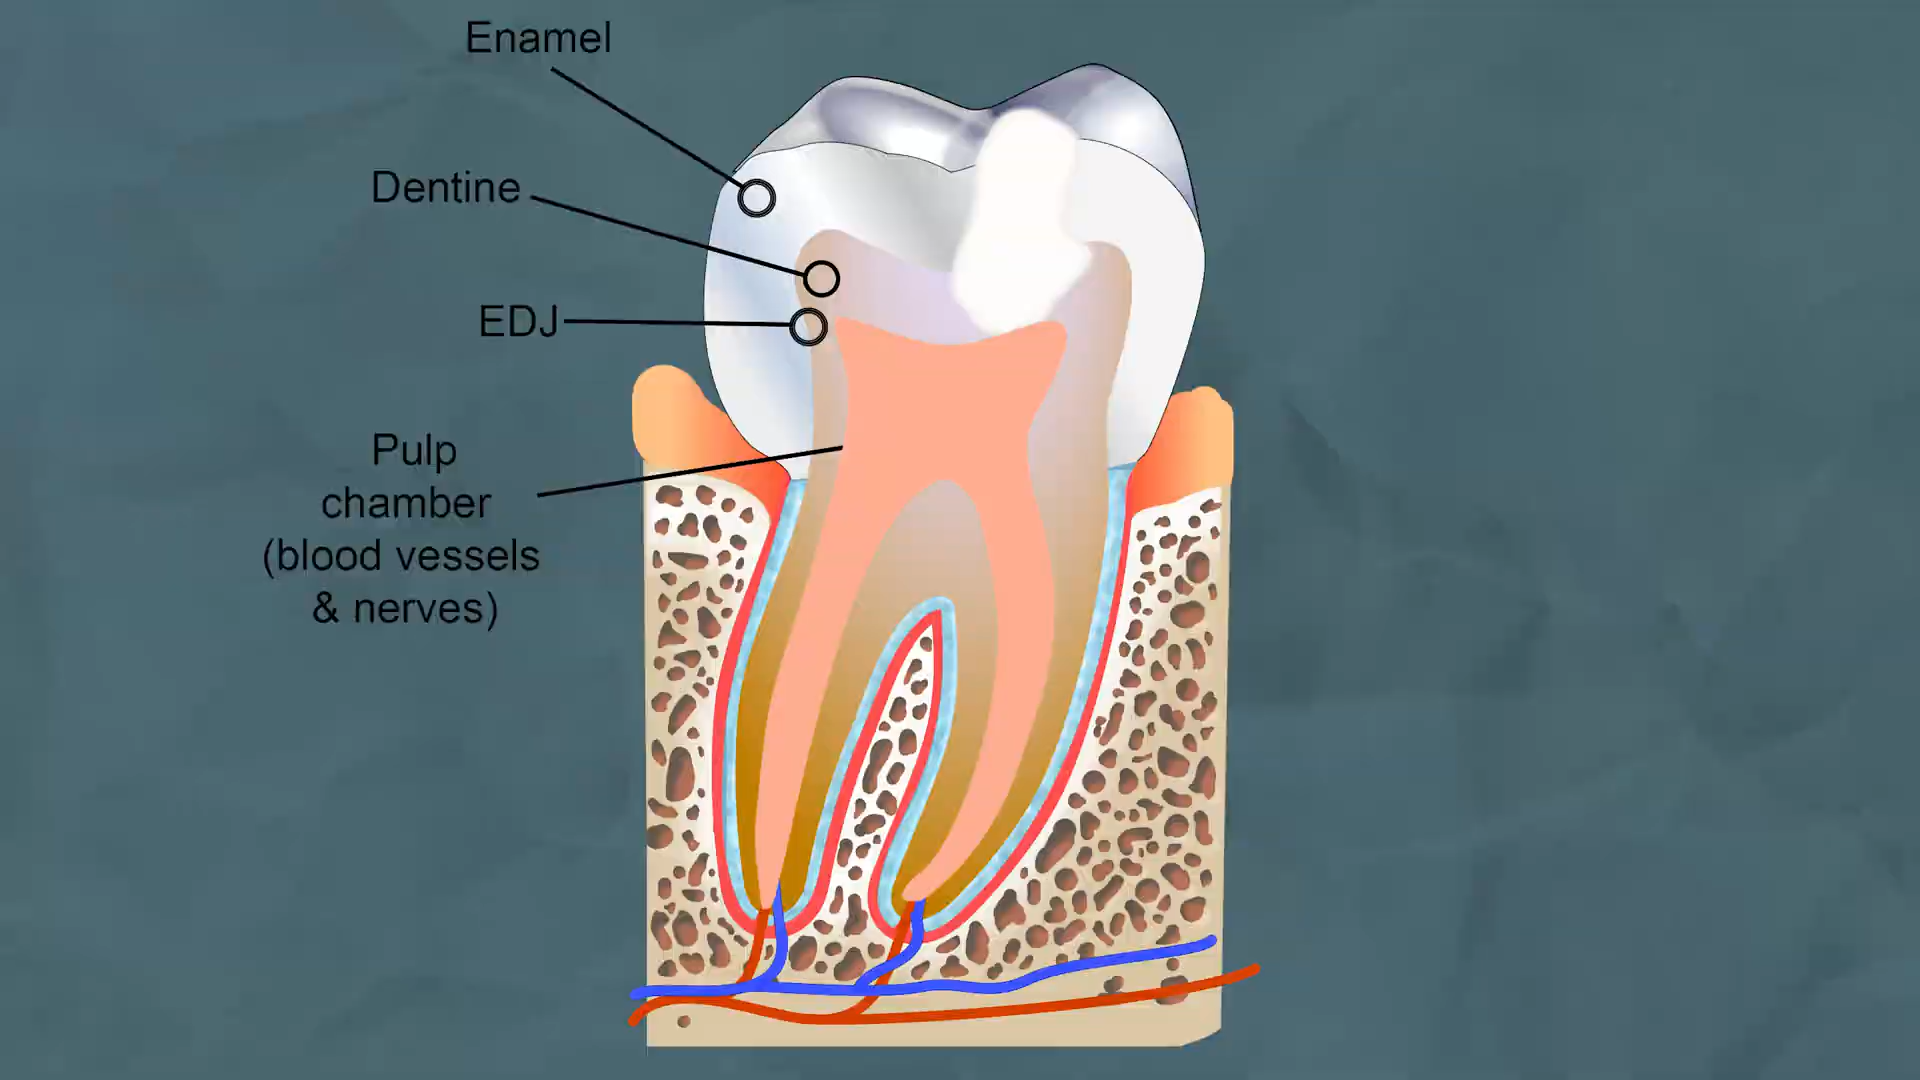 Enamel
Dentine
EDJ
Pulp
chamber
(blood vessels
& nerves)